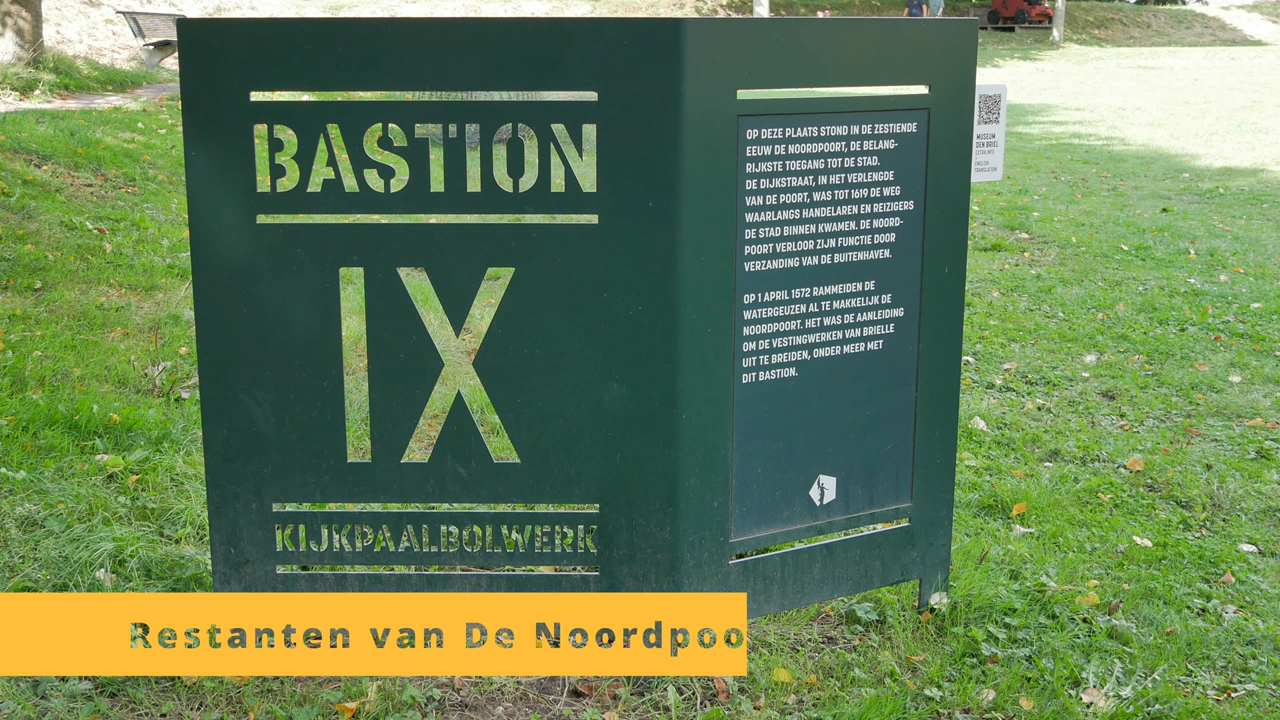 BASTION
IX
KIJKPAALBOLWERK
OP DEZE PLAATS STOND IN DE ZESTIENDE
EEUW DE NOORDPOORT, DE BELANG-
RIJKSTE TOEGANG TOT DE STAD.
DE DIJKSTRAAT, IN HET VERLENGDE
VAN DE POORT, WAS TOT 1619 DE WEG
WAARLANGS HANDELAREN EN REIZIGERS
DE STAD BINNEN KWAMEN. DE NOORD-
POORT VERLOOR ZIJN FUNCTIE DOOR
VERZANDING VAN DE BUITENHAVEN.
OP 1 APRIL 1572 RAMMEIDEN DE
WATERGEUZEN AL TE MAKKELIJK DE
NOORDPOORT. HET WAS DE AANLEIDING
OM DE VESTINGWERKEN VAN BRIELLE
UIT TE BREIDEN, ONDER MEER MET
DIT BASTION.
MUSEUM
DEN BRIEL
EXTRA INFO
+
ENGLISH
TRANSLATION
Restanten van De Noordpoo